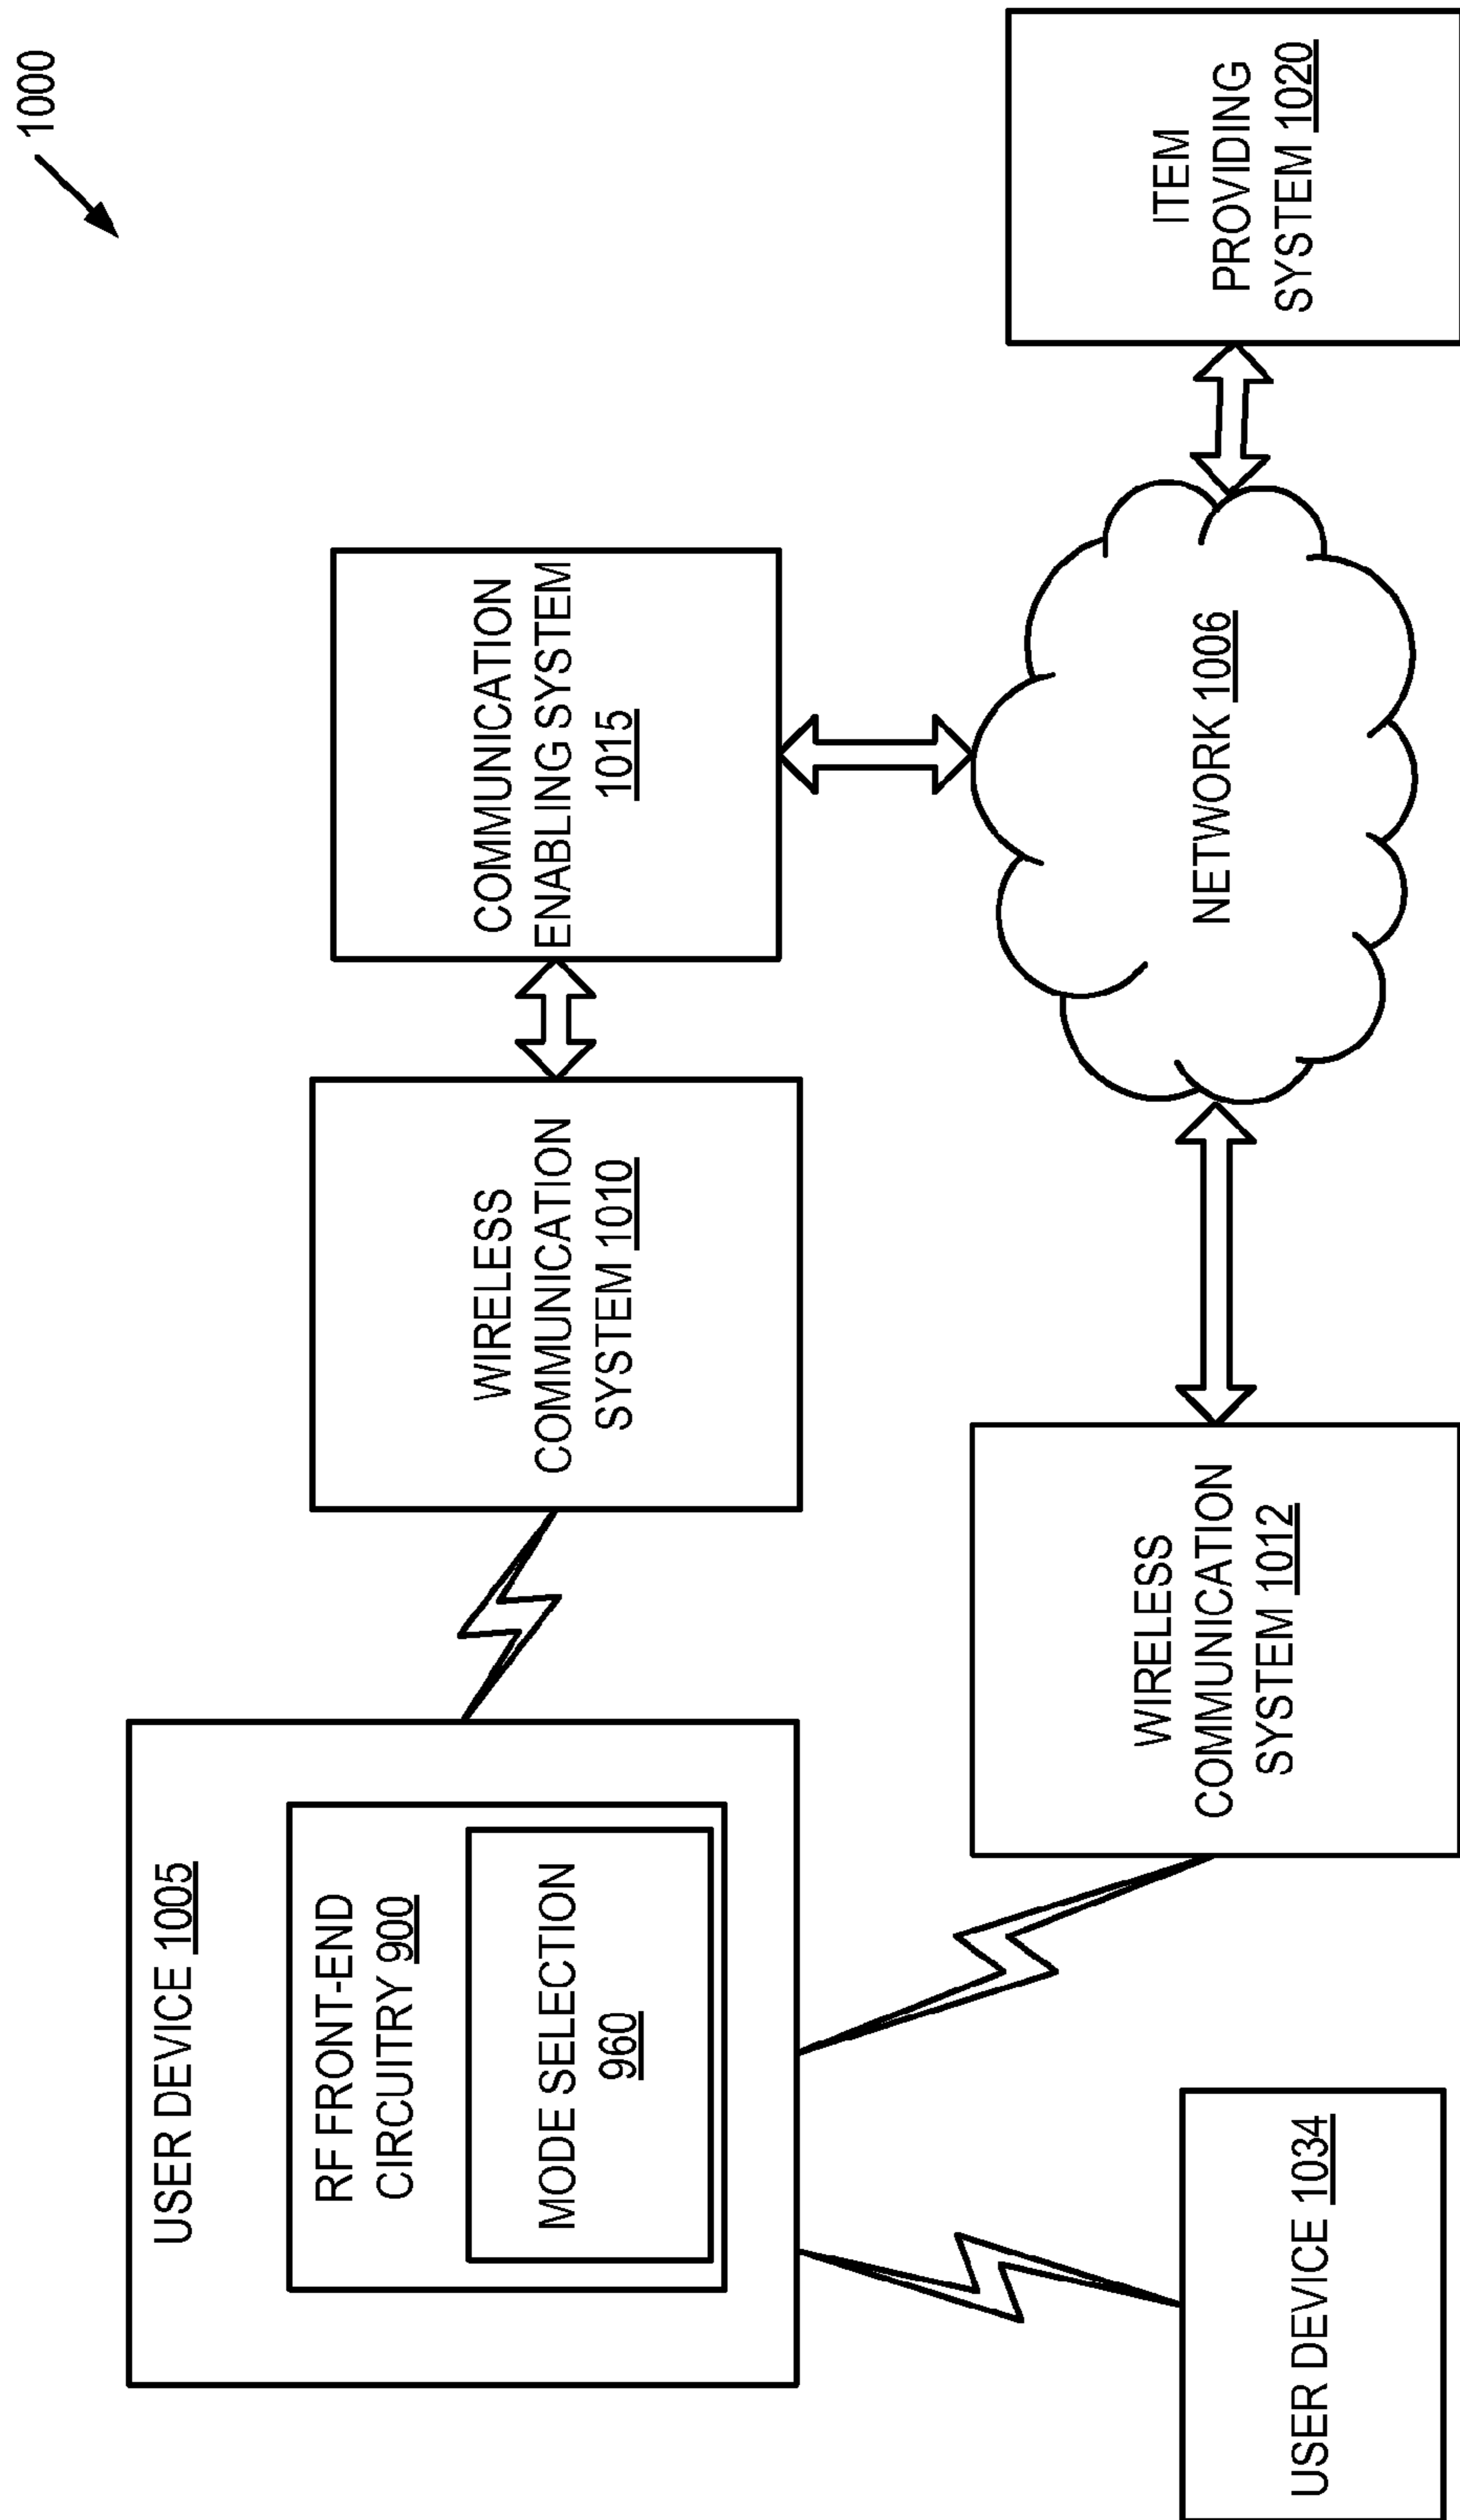 1000
USER DEVICE 1005
RF FRONT-END
CIRCUITRY 900
MODE SELECTION
960
WIRELESS
COMMUNICATION
SYSTEM 1010
COMMUNICATION
ENABLING SYSTEM
1015
USER DEVICE 1034
WIRELESS
COMMUNICATION
SYSTEM 1012
NETWORK 1006
ITEM
PROVIDING
SYSTEM 1020